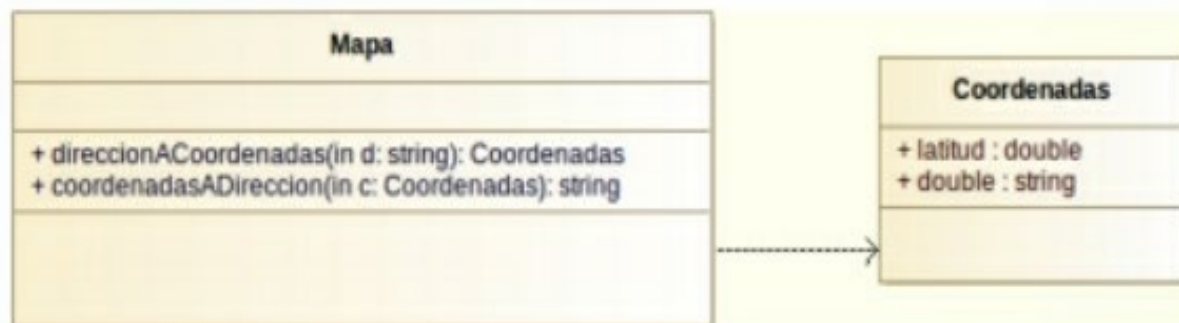 Mapa
+ direccionACoordenadas(in d: string): Coordenadas
+ coordenadasADireccion(in c: Coordenadas): string
Coordenadas
+ latitud : double
+ double : string